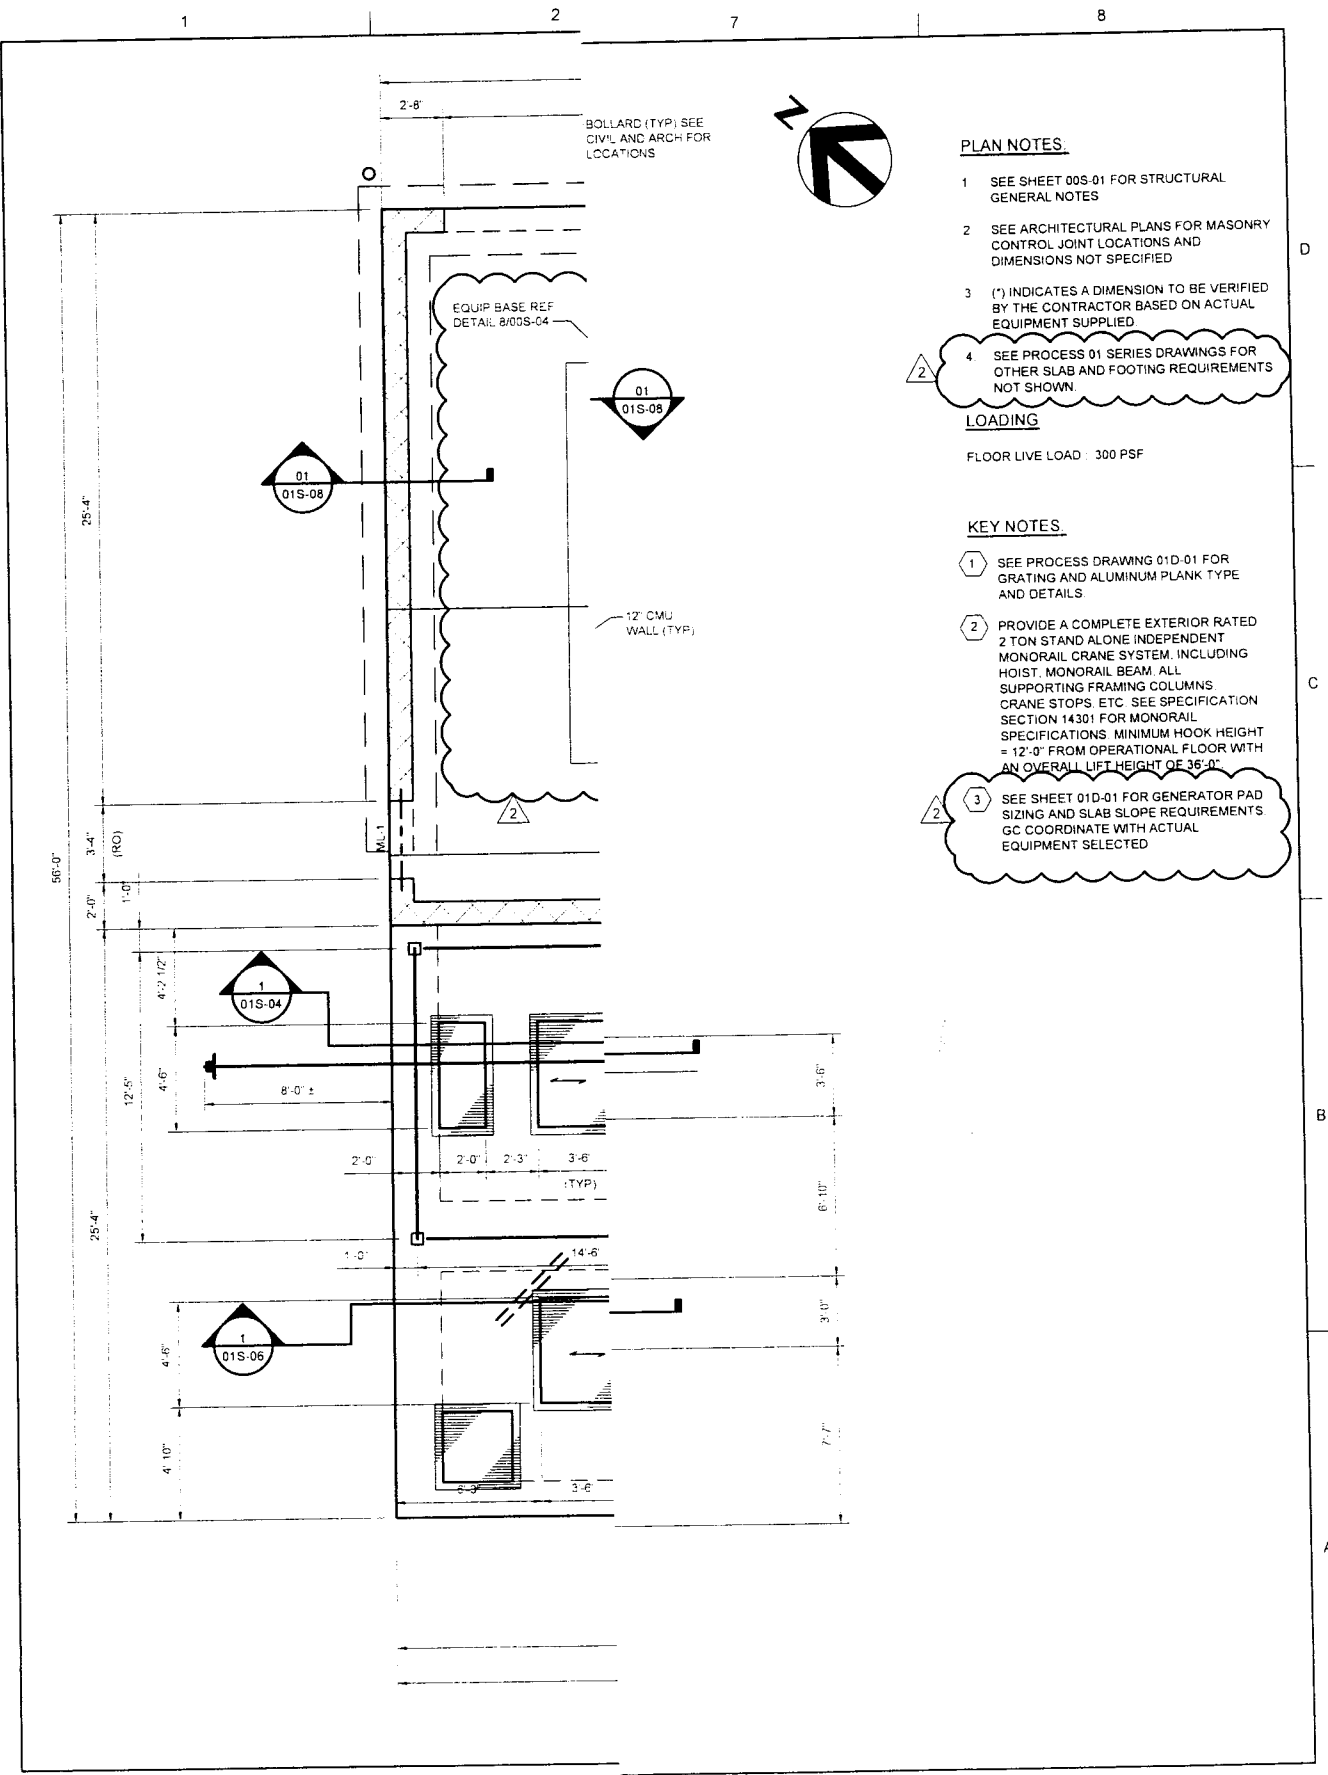 1
2
7
8
2'-8"
BOLLARD (TYP) SEE
CIVIL AND ARCH FOR
LOCATIONS
N
PLAN NOTES:
1 SEE SHEET 00S-01 FOR STRUCTURAL
GENERAL NOTES
2 SEE ARCHITECTURAL PLANS FOR MASONRY
CONTROL JOINT LOCATIONS AND
DIMENSIONS NOT SPECIFIED
D
3 (*) INDICATES A DIMENSION TO BE VERIFIED
BY THE CONTRACTOR BASED ON ACTUAL
EQUIPMENT SUPPLIED
2
4. SEE PROCESS 01 SERIES DRAWINGS FOR
OTHER SLAB AND FOOTING REQUIREMENTS
NOT SHOWN.
LOADING
FLOOR LIVE LOAD : 300 PSF
EQUIP BASE REF
DETAIL 8/00S-04
01
01S-08
01
01S-08
25'-4"
KEY NOTES.
1 SEE PROCESS DRAWING 01D-01 FOR
GRATING AND ALUMINUM PLANK TYPE
AND DETAILS.
12" CMU
WALL (TYP)
2 PROVIDE A COMPLETE EXTERIOR RATED
2 TON STAND ALONE INDEPENDENT
MONORAIL CRANE SYSTEM, INCLUDING
HOIST, MONORAIL BEAM, ALL
SUPPORTING FRAMING COLUMNS.
CRANE STOPS, ETC. SEE SPECIFICATION
SECTION 14301 FOR MONORAIL
SPECIFICATIONS. MINIMUM HOOK HEIGHT
= 12'-0" FROM OPERATIONAL FLOOR WITH
AN OVERALL LIFT HEIGHT OF 36'-0".
C
2
3 SEE SHEET 01D-01 FOR GENERATOR PAD
SIZING AND SLAB SLOPE REQUIREMENTS.
GC COORDINATE WITH ACTUAL
EQUIPMENT SELECTED
2
56'-0"
3'-4"
(RO)
ML-1
2'-0"
1'-0"
4'-2 1/2"
1
01S-04
12'-5"
4'-6"
8'-0" ±
3'-6"
B
2'-0"
2'-0"
2'-3"
3'-6"
(TYP)
6'-10"
25'-4"
1'-0"
14'-6"
3'-0"
1
01S-06
4'-6"
4'-10"
7'-7"
3'-6"
A